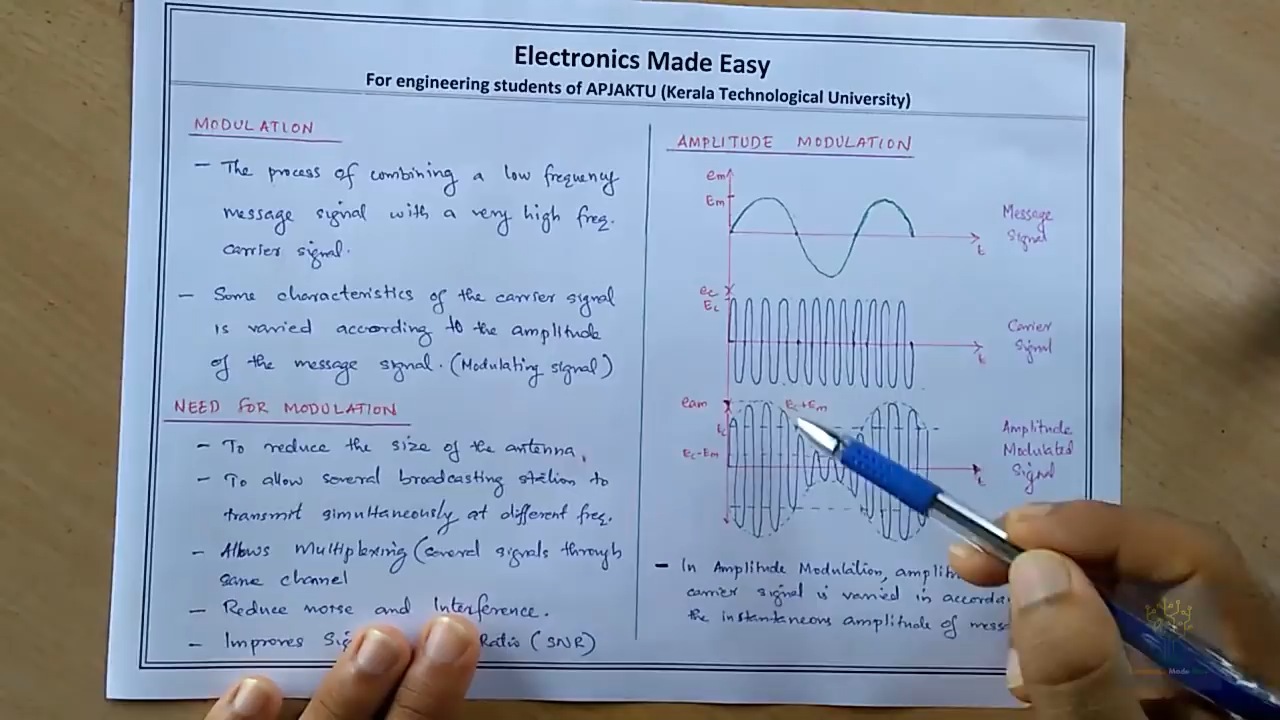 Electronics Made Easy
For engineering students of APJAKTU (Kerala Technological University)
MODULATION
- The process of combining a low frequency
message signal with a very high freq.
carrier signal.
- Some characteristics of the carrier signal
is varied according to the amplitude
of the message signal. (Modulating signal)
NEED FOR MODULATION
- To reduce the size of the antenna.
- To allow several broadcasting station to
transmit simultaneously at different freq.
- Allows Multiplexing (several signals through
same channel
- Reduce noise and Interference.
- Improves Ratio (SNR)
AMPLITUDE MODULATION
em
Em
Message
Signal
t
ec
Ec
Carrier
Signal
t
eam
Ec+Em
Ec
Ec-Em
Amplitude
Modulated
Signal
t
- In Amplitude Modulation,
carrier signal is varied in
the instantaneous amplitude of
Made